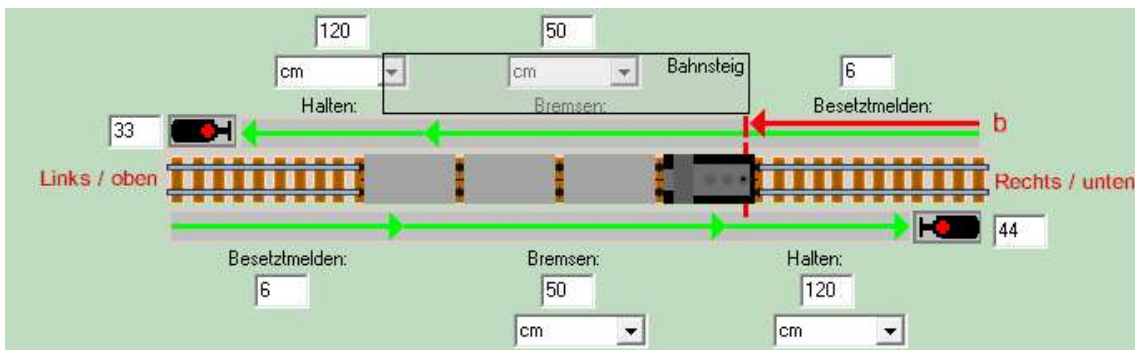 120 50
cm cm Bahnsteig 6
Halten: Bremsen: Besetztmelden:
33 b
Links / oben Rechts / unten
44
Besetztmelden: Bremsen: Halten:
6 50 120
cm cm